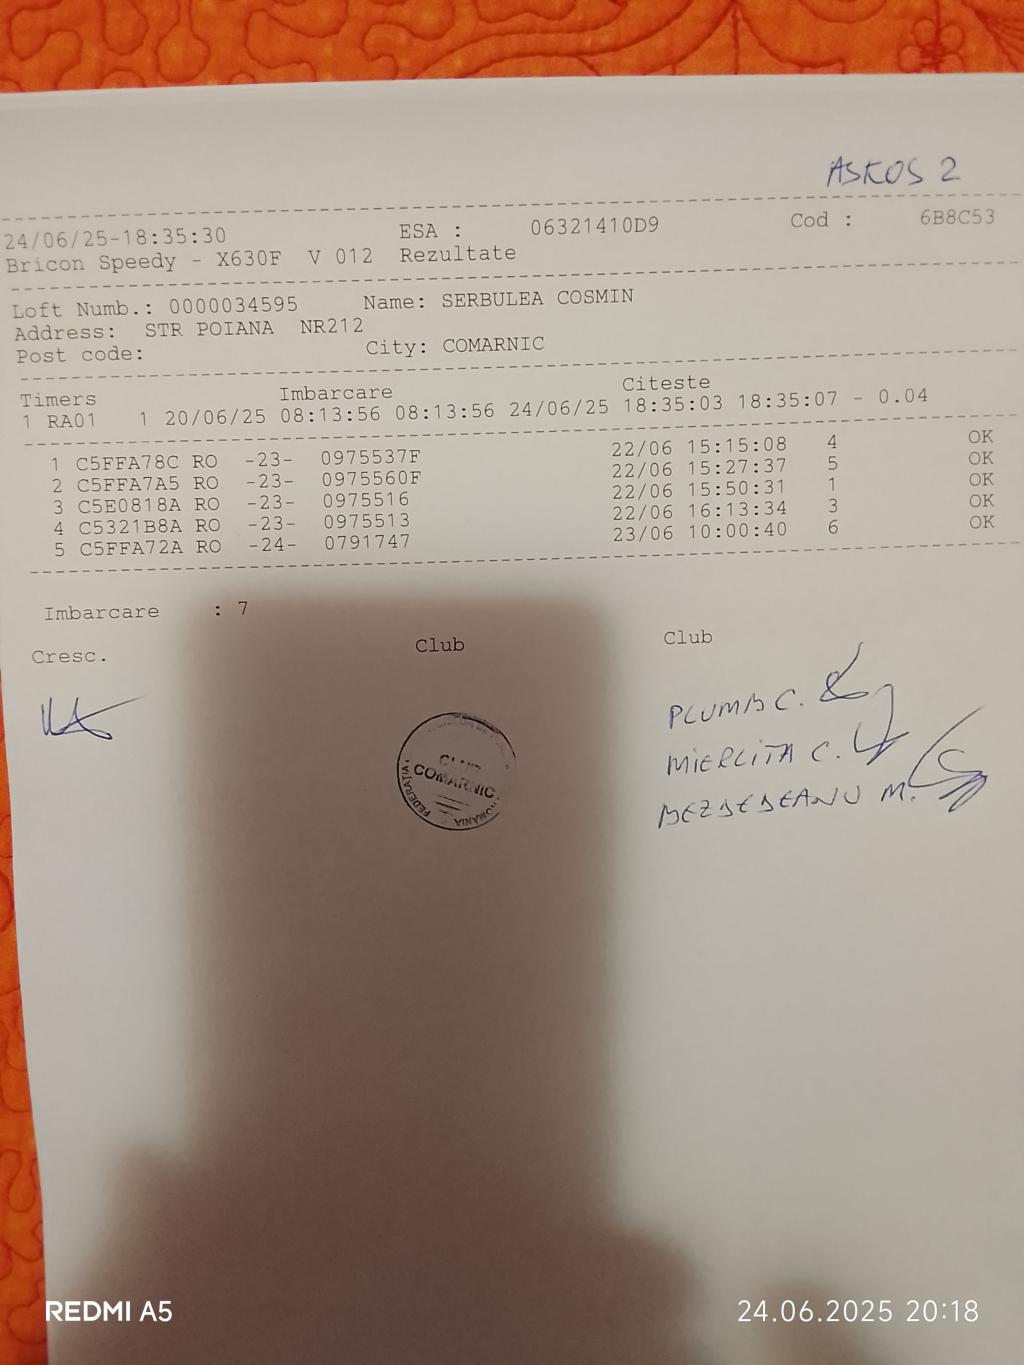 ASKOS 2
24/06/25-18:35:30 ESA : 06321410D9 Cod : 6B8C53
Bricon Speedy - X630F V 012 Rezultate
Loft Numb.: 0000034595 Name: SERBULEA COSMIN
Address: STR POIANA NR212
Post code: City: COMARNIC
Timers Imbarcare Citeste
1 RA01 1 20/06/25 08:13:56 08:13:56 24/06/25 18:35:03 18:35:07 - 0.04
1 C5FFA78C RO -23- 0975537F 22/06 15:15:08 4 OK
2 C5FFA7A5 RO -23- 0975560F 22/06 15:27:37 5 OK
3 C5E0818A RO -23- 0975516 22/06 15:50:31 1 OK
4 C5321B8A RO -23- 0975513 22/06 16:13:34 3 OK
5 C5FFA72A RO -24- 0791747 23/06 10:00:40 6 OK
Imbarcare : 7
Cresc. Club Club
PLUMB C.
MIERLITA C.
BEZDEDEANU M.
CLUB
COMARNIC
FEDERATIA
ROMANIA
REDMI A5 24.06.2025 20:18